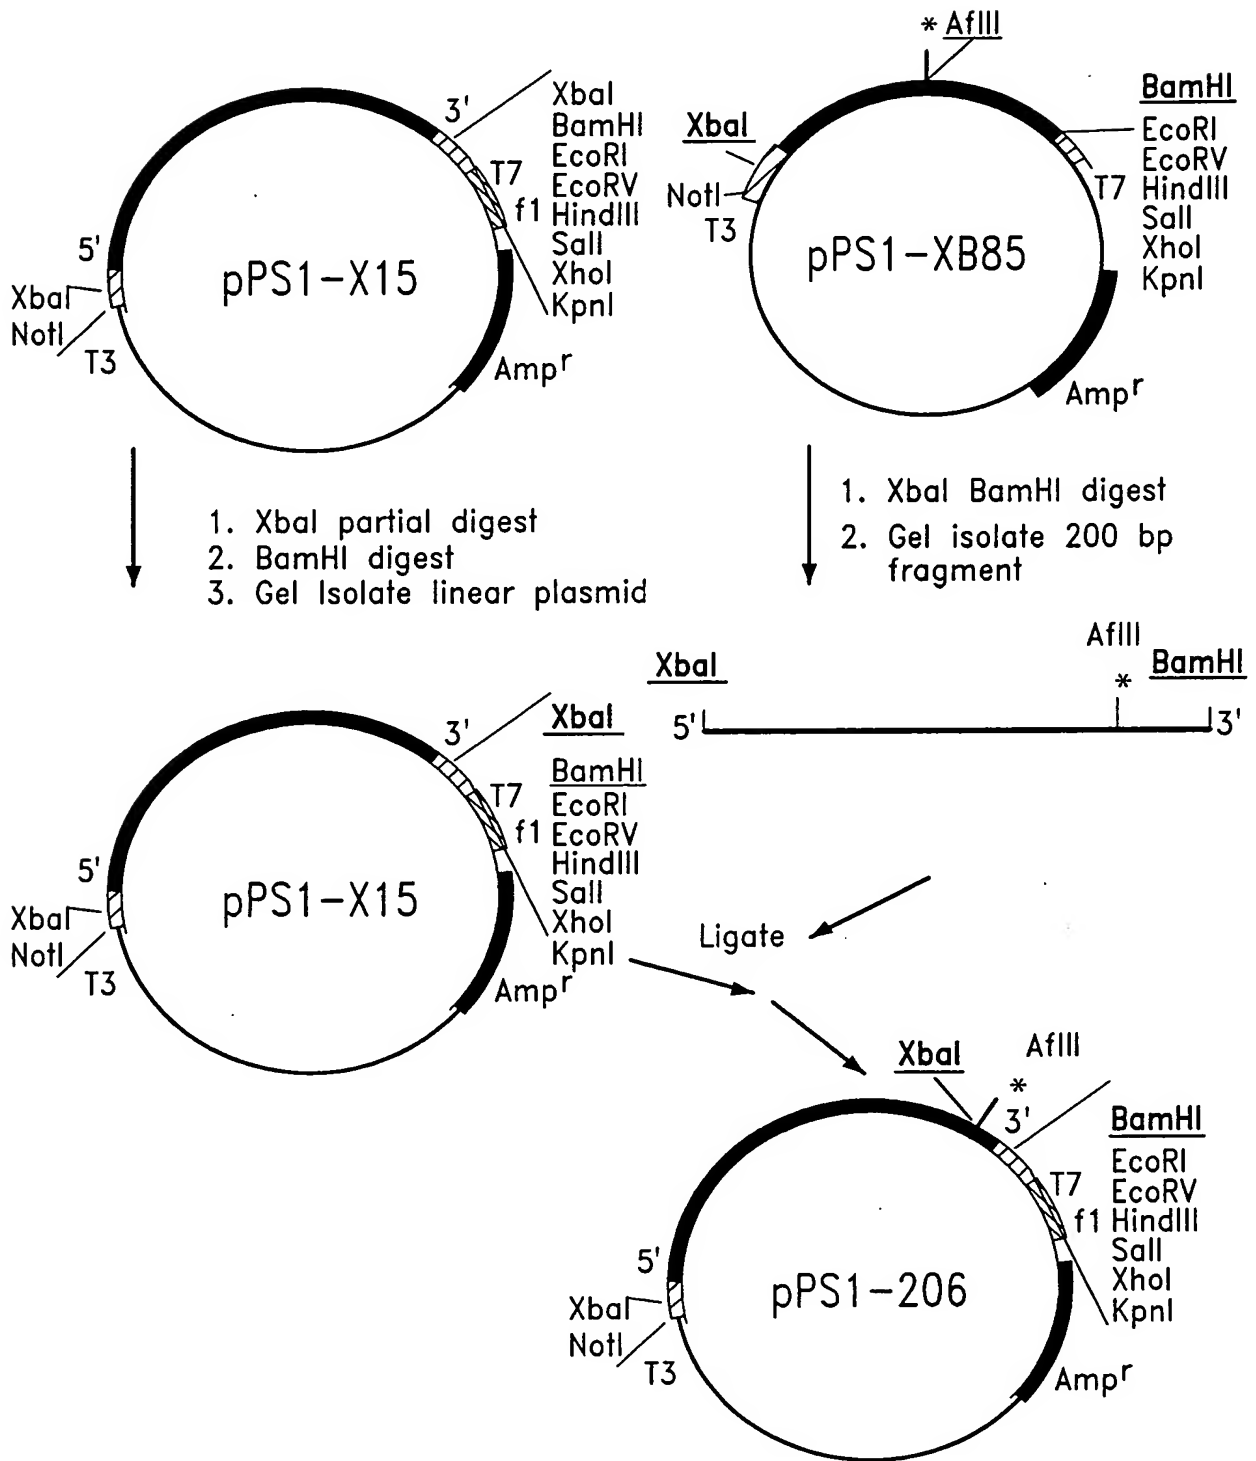 3'
XbaI
BamHI
EcoRI
EcoRV
HindIII
SalI
XhoI
KpnI
T7
f1
5'
XbaI
NotI
T3
pPS1-X15
Ampr
* AflII
XbaI
NotI
T3
BamHI
EcoRI
EcoRV
HindIII
SalI
XhoI
KpnI
T7
pPS1-XB85
Ampr
1. XbaI partial digest
2. BamHI digest
3. Gel Isolate linear plasmid
1. XbaI BamHI digest
2. Gel isolate 200 bp
fragment
XbaI
AflII
*
BamHI
5'
3'
3'
XbaI
BamHI
EcoRI
EcoRV
HindIII
SalI
XhoI
KpnI
T7
f1
5'
XbaI
NotI
T3
pPS1-X15
Ampr
Ligate
XbaI
AflII
*
3'
BamHI
EcoRI
EcoRV
HindIII
SalI
XhoI
KpnI
T7
f1
5'
XbaI
NotI
T3
pPS1-206
Ampr